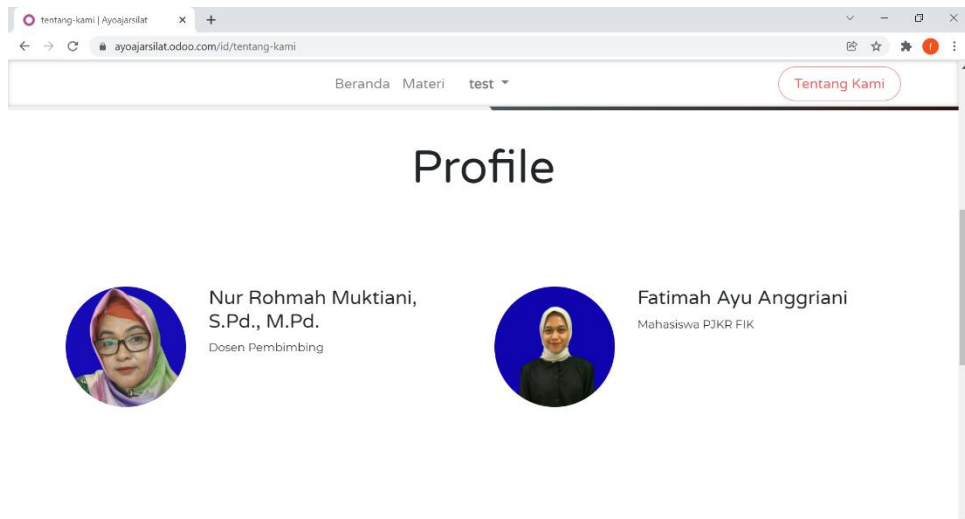 tentang-kami | Ayoajarsilat
ayoajarsilat.odoo.com/id/tentang-kami
f
Beranda Materi test Tentang Kami
Profile
Nur Rohmah Muktiani,
S.Pd., M.Pd.
Dosen Pembimbing
Fatimah Ayu Anggriani
Mahasiswa PJKR FIK